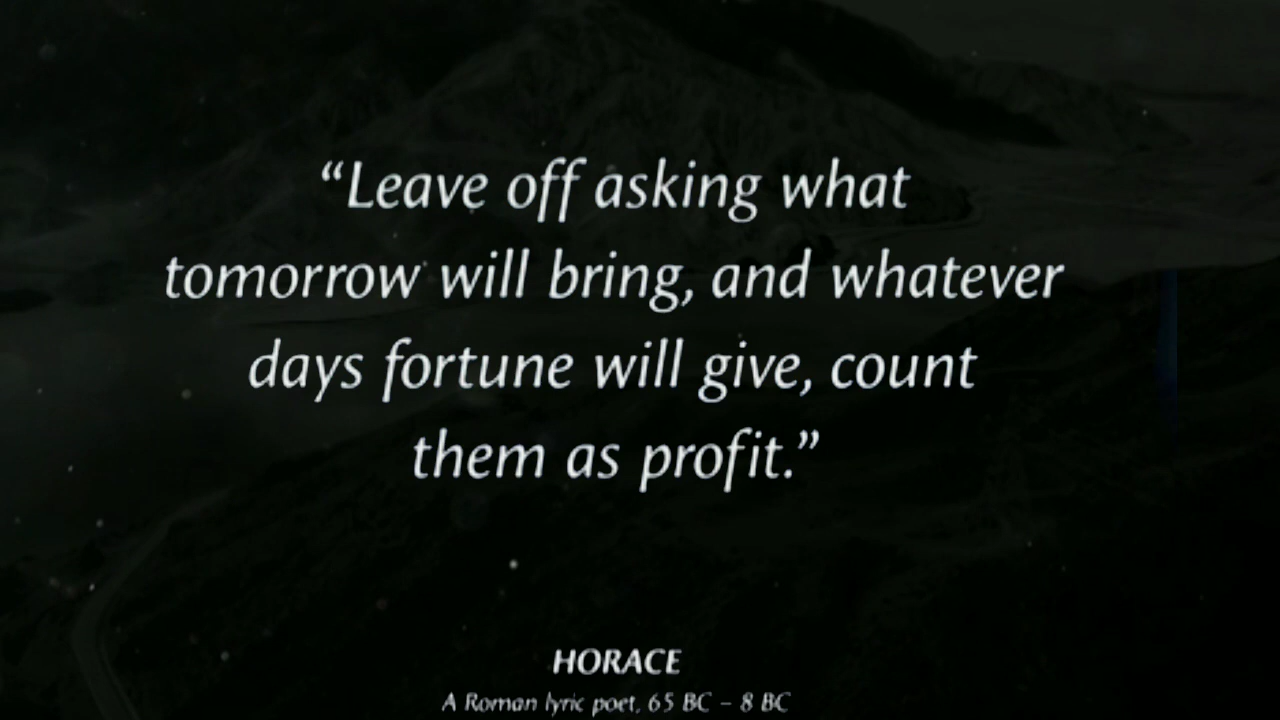 “Leave off asking what
tomorrow will bring, and whatever
days fortune will give, count
them as profit.”
HORACE
A Roman lyric poet, 65 BC – 8 BC